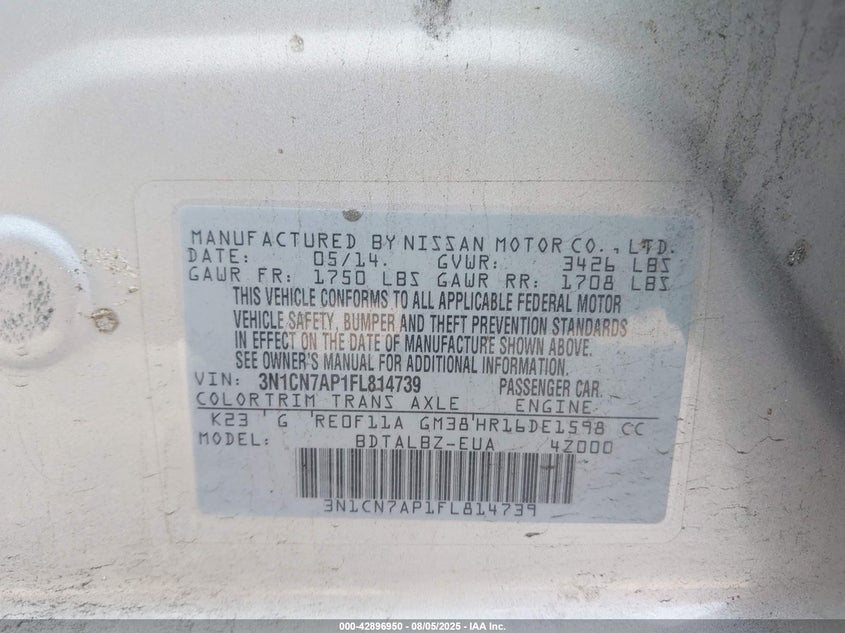 MANUFACTURED BY NISSAN MOTOR CO., LTD.
DATE: 05/14. GVWR: 3426 LBS
GAWR FR: 1750 LBS GAWR RR: 1708 LBS
THIS VEHICLE CONFORMS TO ALL APPLICABLE FEDERAL MOTOR
VEHICLE SAFETY, BUMPER AND THEFT PREVENTION STANDARDS
IN EFFECT ON THE DATE OF MANUFACTURE SHOWN ABOVE.
SEE OWNER'S MANUAL FOR ADDITIONAL INFORMATION.
VIN: 3N1CN7AP1FL814739 PASSENGER CAR.
COLOR TRIM TRANS AXLE ENGINE
K23 G RE0F11A GM38 HR16DE1598 CC
MODEL: BDTALBZ-EUA 4Z000
3N1CN7AP1FL814739
000-42896950 - 08/05/2025 - IAA Inc.